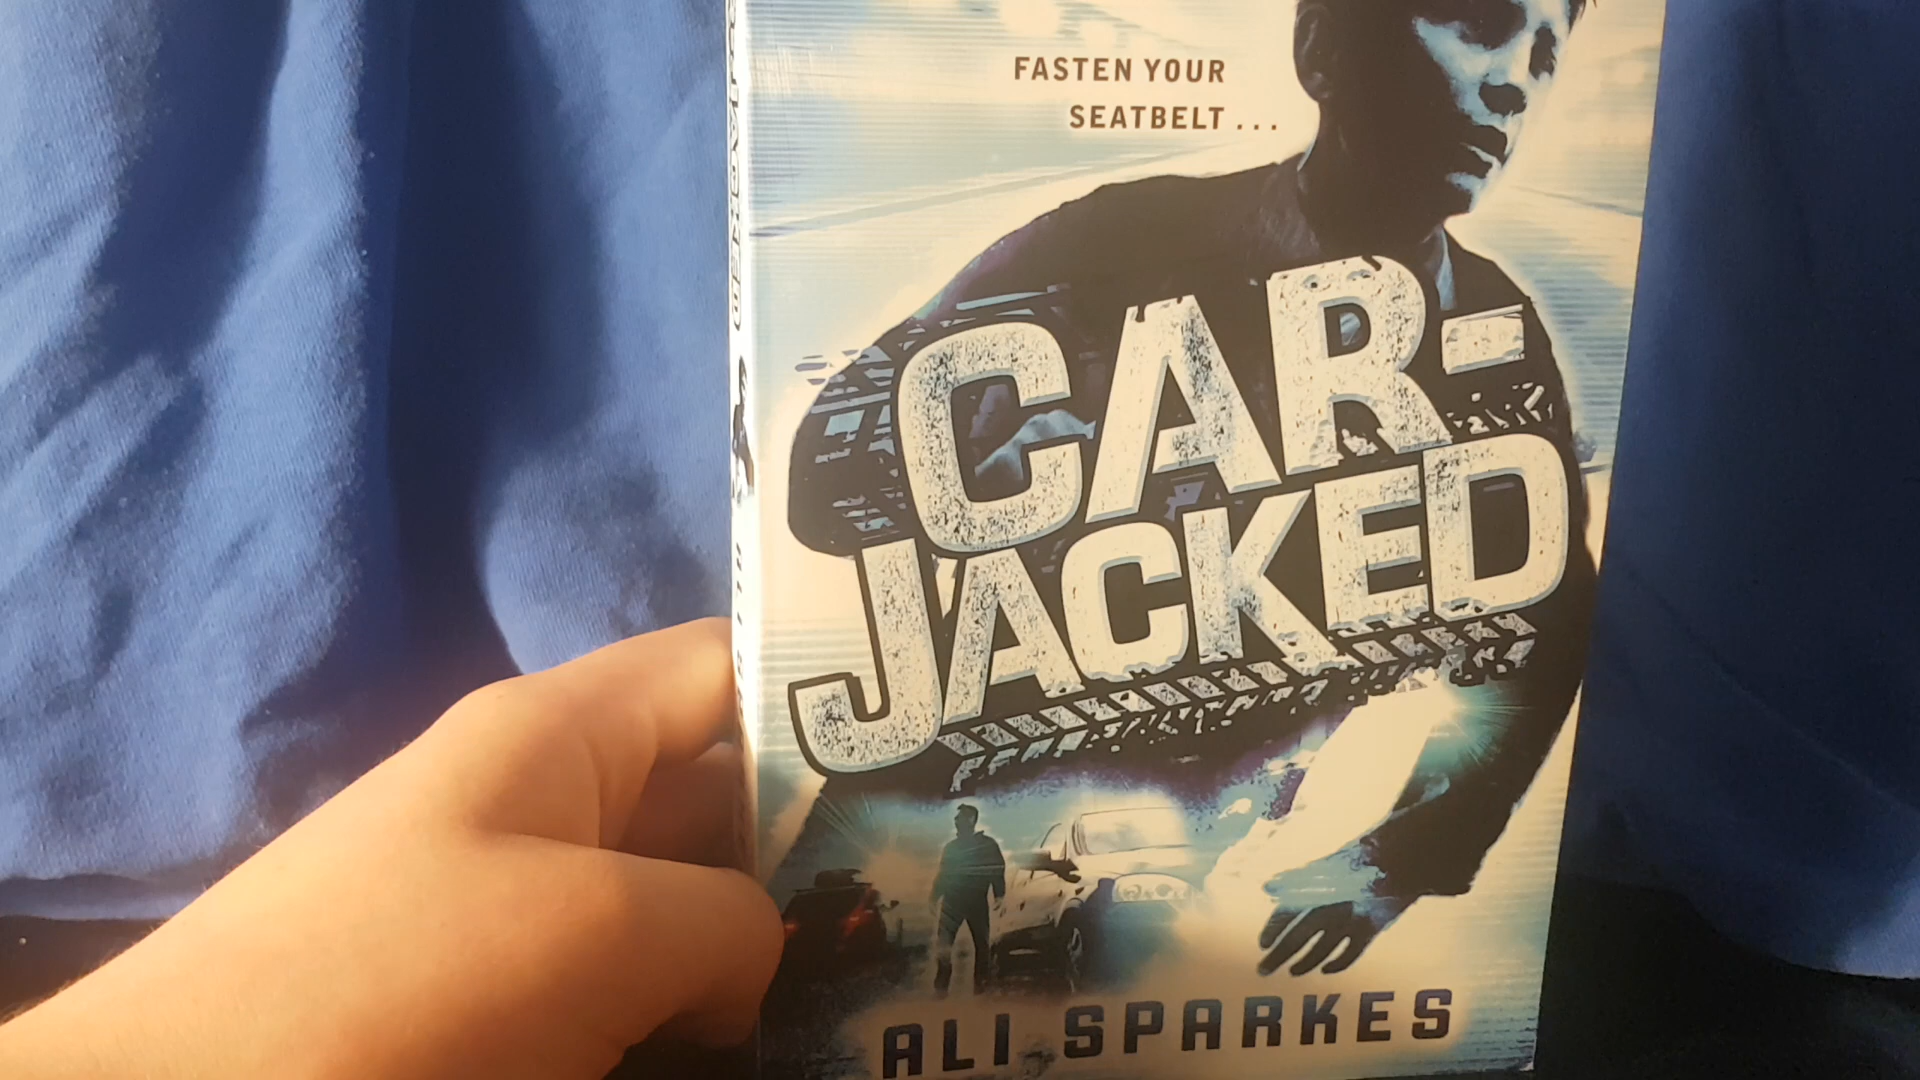 FASTEN YOUR
SEATBELT...
CAR-
JACKED
ALI SPARKES